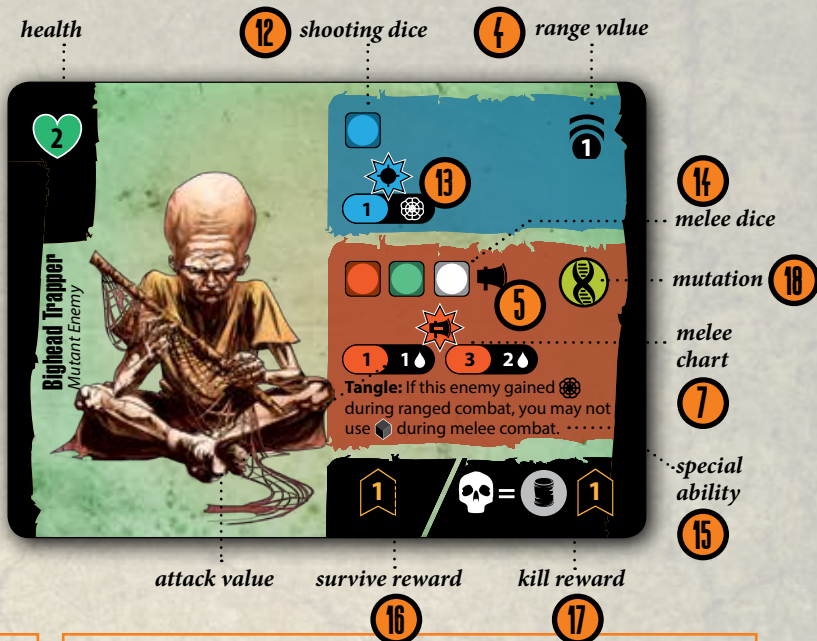 health
12 shooting dice
4 range value
2
1
13
1
14
melee dice
5
mutation 18
melee
chart
7
1 1 3 2
Bighead Trapper
Mutant Enemy
Tangle: If this enemy gained
during ranged combat, you may not
use during melee combat.
special
ability
15
1 = 1
attack value
survive reward
kill reward
16
17